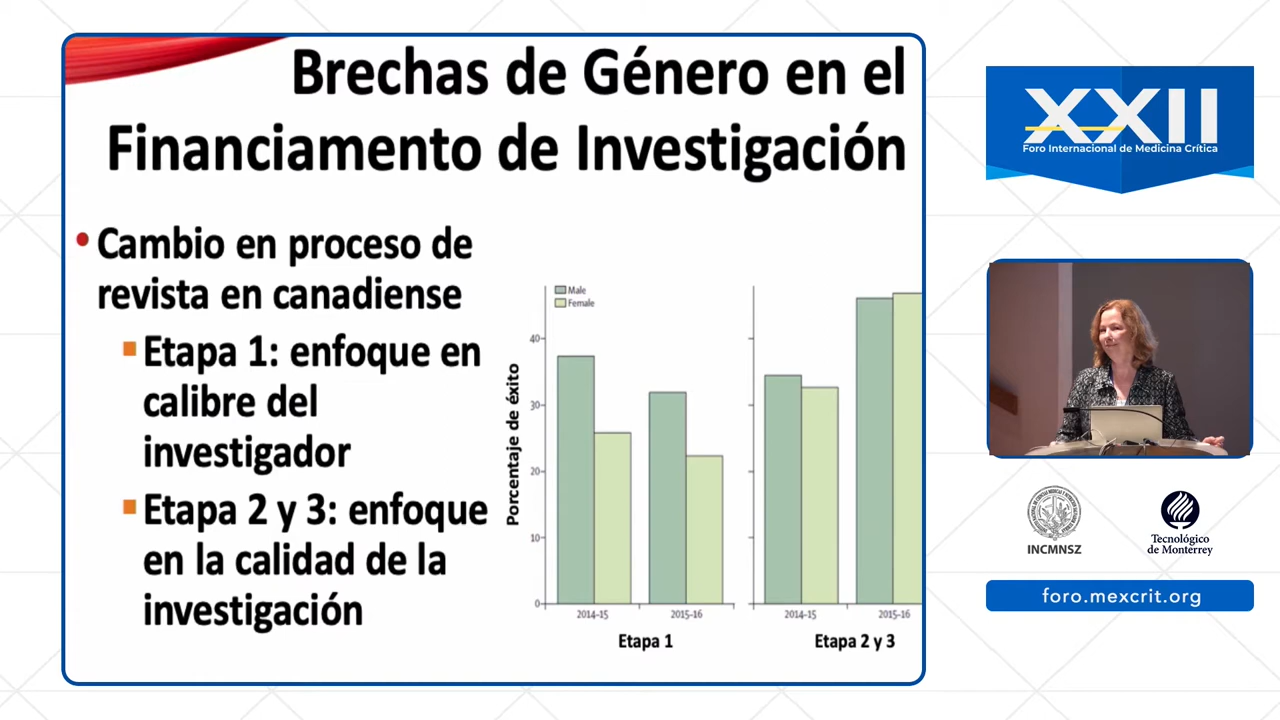 Brechas de Género en el
Financiamento de Investigación
Cambio en proceso de
revista en canadiense
Etapa 1: enfoque en
calibre del
investigador
Etapa 2 y 3: enfoque
en la calidad de la
investigación
Male
Female
Porcentaje de éxito
40
30
20
10
0
2014-15
2015-16
2014-15
2015-16
Etapa 1
Etapa 2 y 3
XXII
Foro Internacional de Medicina Crítica
INCMNSZ
Tecnológico
de Monterrey
foro.mexcrit.org